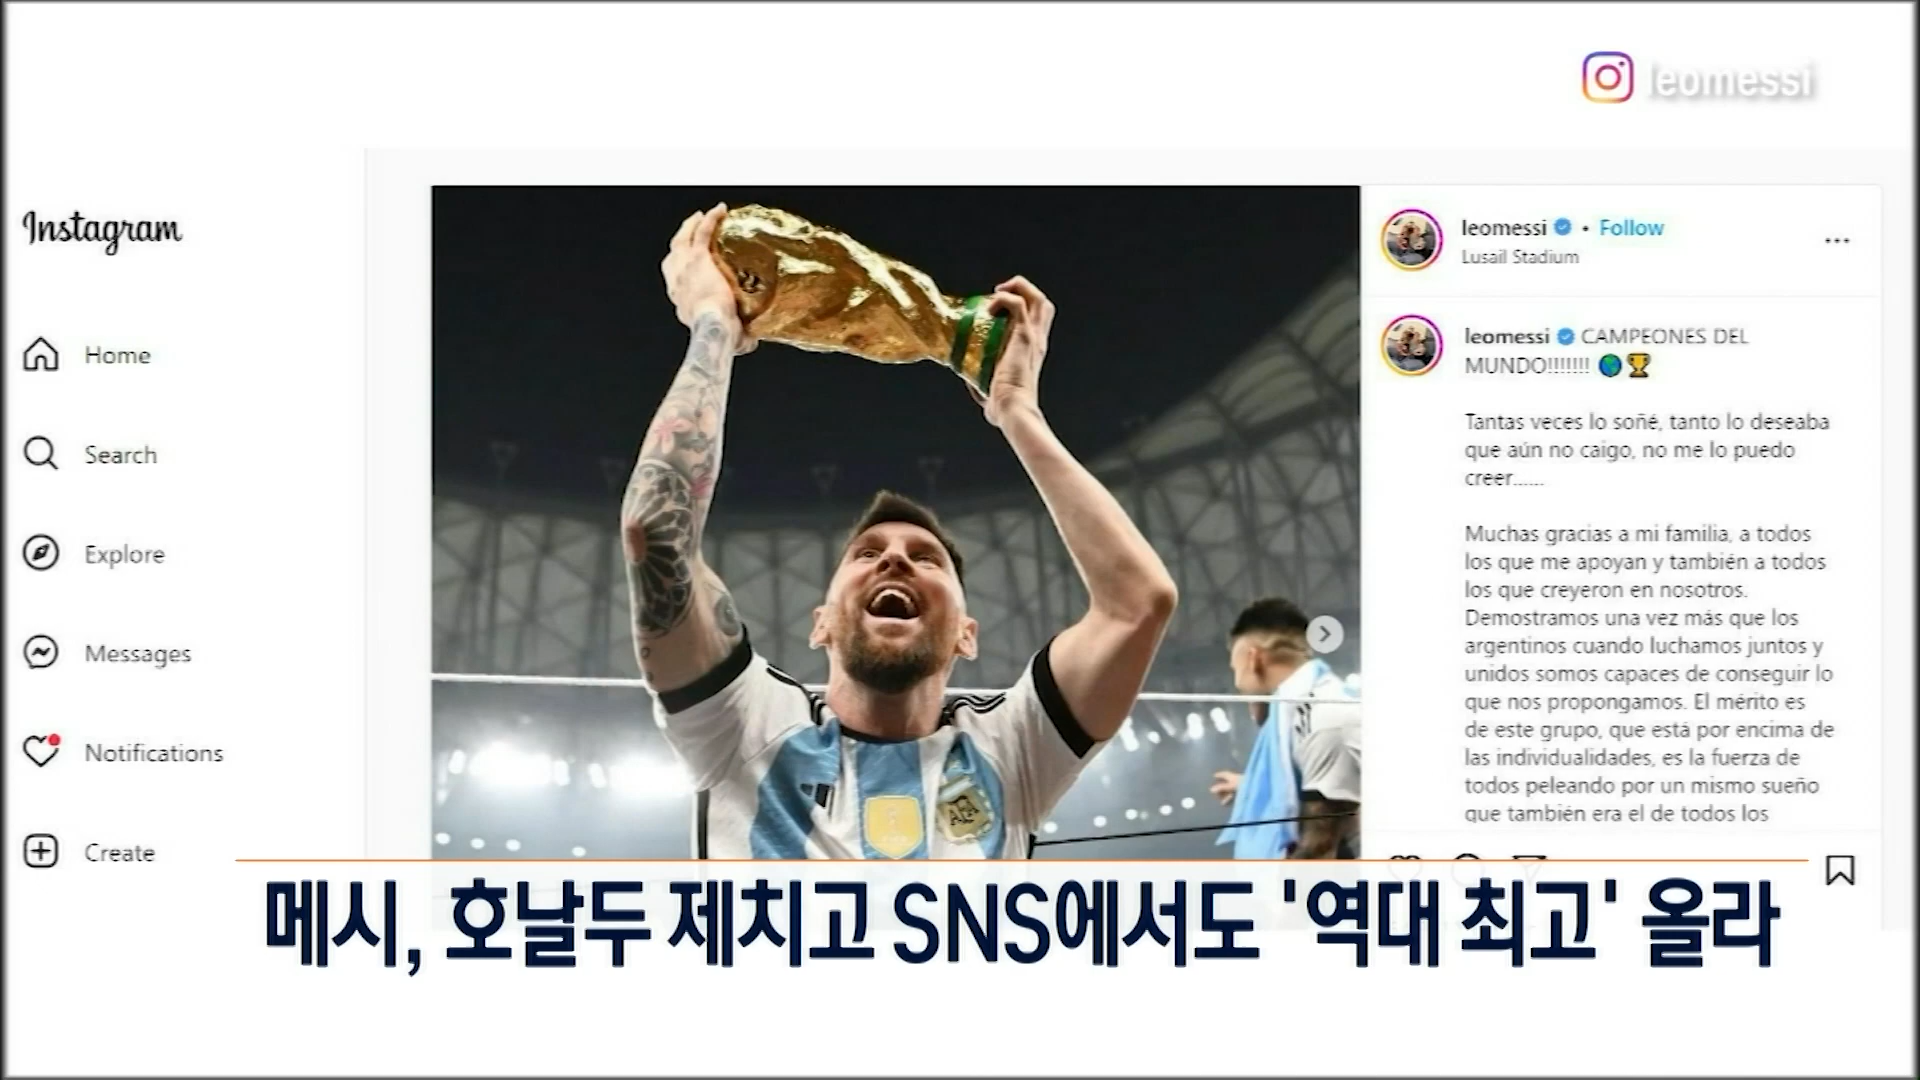 leomessi
Instagram
Home
Search
Explore
Messages
Notifications
Create
leomessi • Follow
Lusail Stadium
leomessi CAMPEONES DEL
MUNDO!!!!!!! 🌎🏆
Tantas veces lo soñé, tanto lo deseaba
que aún no caigo, no me lo puedo
creer......
Muchas gracias a mi familia, a todos
los que me apoyan y también a todos
los que creyeron en nosotros.
Demostramos una vez más que los
argentinos cuando luchamos juntos y
unidos somos capaces de conseguir lo
que nos propongamos. El mérito es
de este grupo, que está por encima de
las individualidades, es la fuerza de
todos peleando por un mismo sueño
que también era el de todos los
AFA
메시, 호날두 제치고 SNS에서도 '역대 최고' 올라